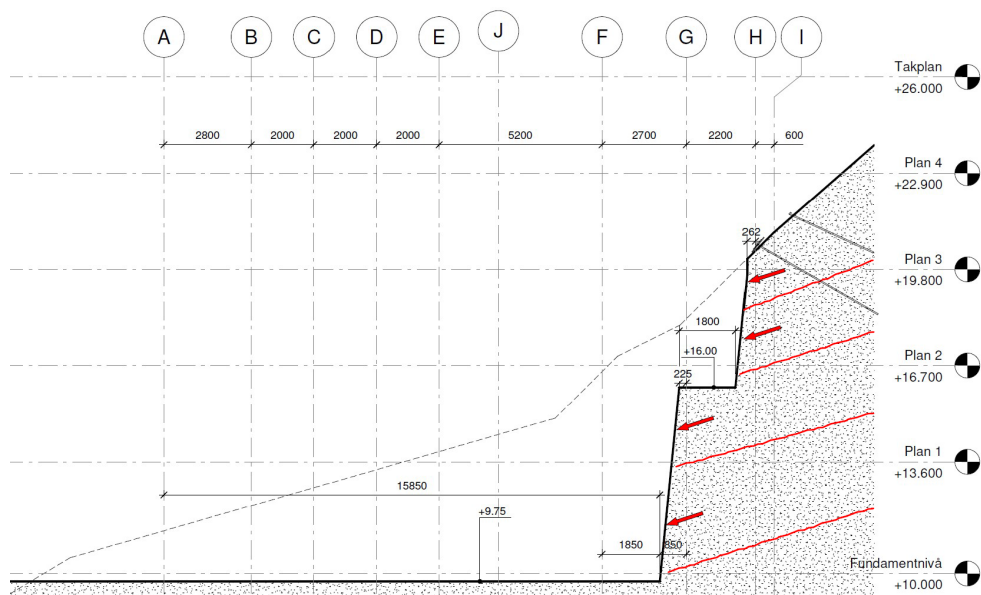 A B C D E J F G H I
Takplan
+26.000
2800 2000 2000 2000 5200 2700 2200 600
Plan 4
+22.900
262
Plan 3
+19.800
1800
+16.00
Plan 2
+16.700
225
Plan 1
+13.600
15850
+9.75
1850 850
Fundamentnivå
+10.000